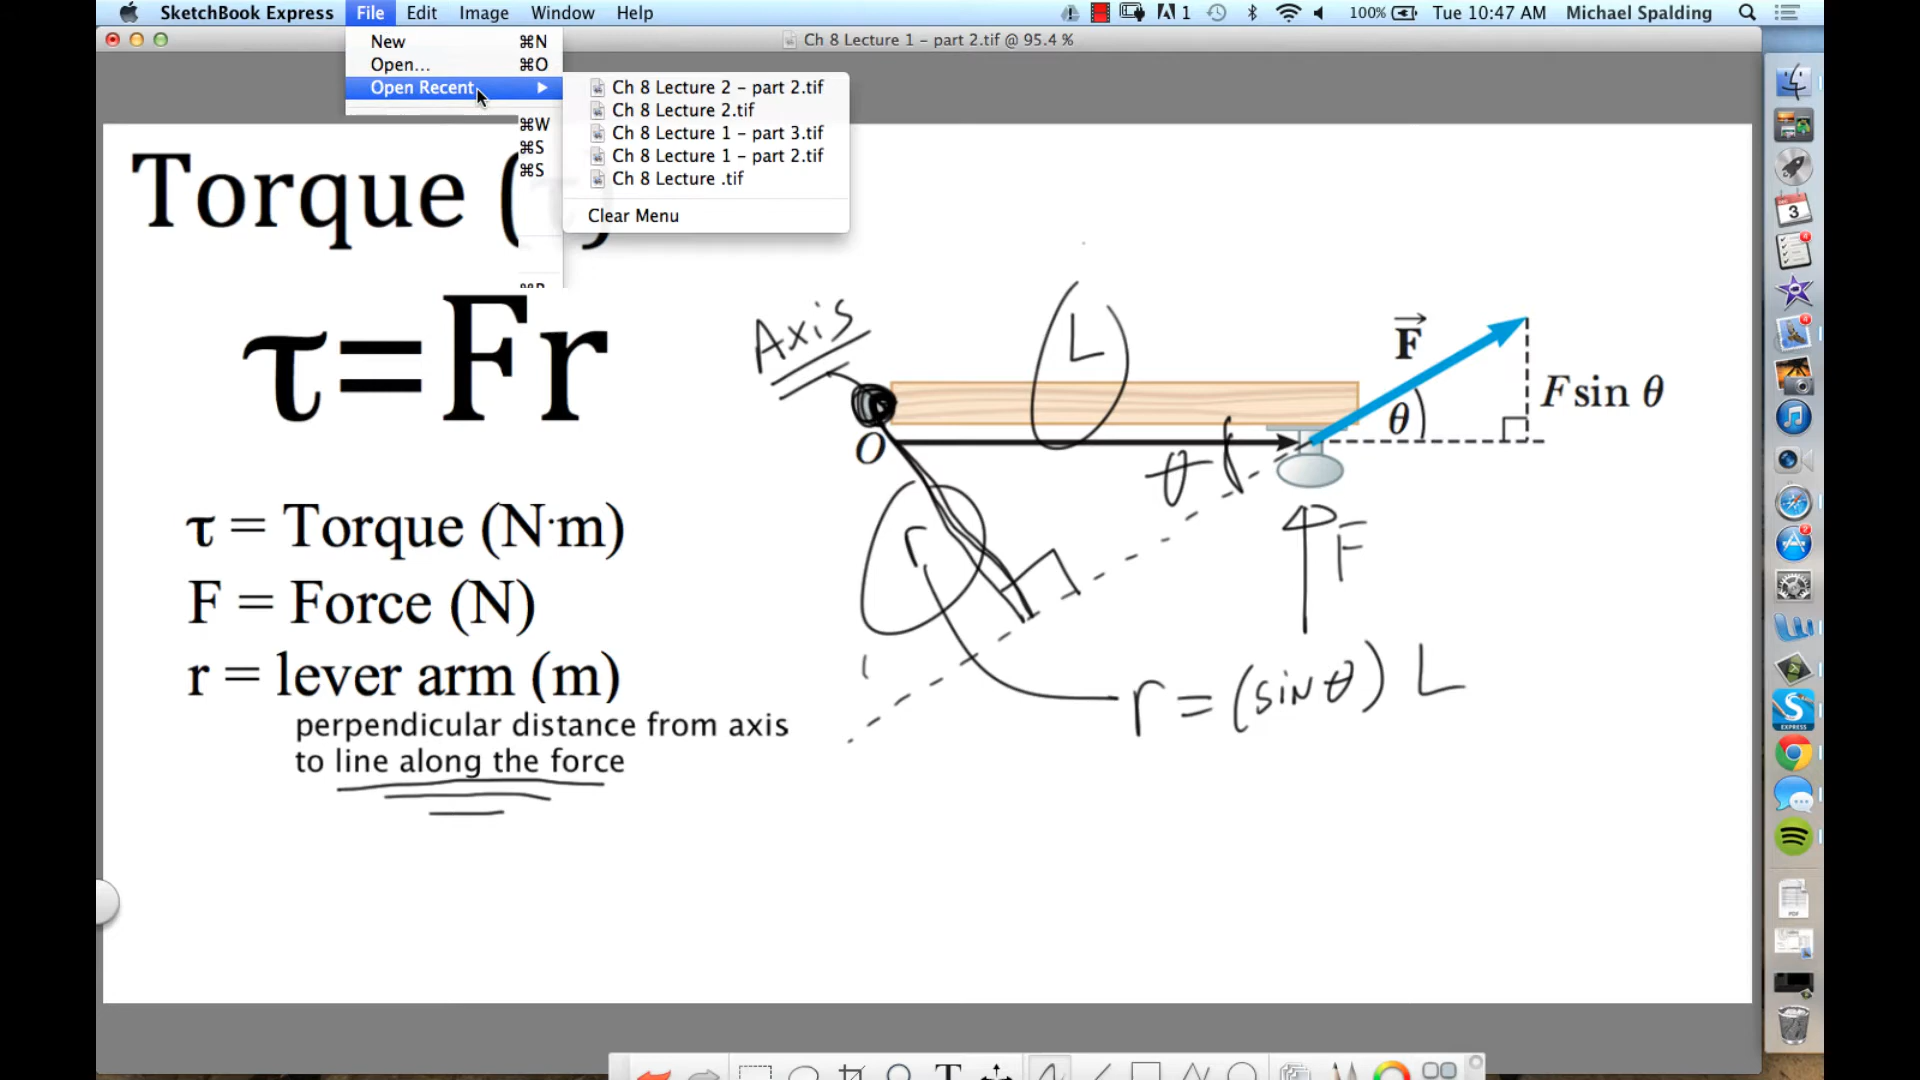 SketchBook Express File Edit Image Window Help 1 100% Tue 10:47 AM Michael Spalding
Ch 8 Lecture 1 - part 2.tif @ 95.4 %
New ⌘N
Open... ⌘O
Open Recent
⌘W
⌘S
⌘S
Ch 8 Lecture 2 - part 2.tif
Ch 8 Lecture 2.tif
Ch 8 Lecture 1 - part 3.tif
Ch 8 Lecture 1 - part 2.tif
Ch 8 Lecture .tif
Clear Menu
Torque (τ)
τ=Fr
τ = Torque (N·m)
F = Force (N)
r = lever arm (m)
perpendicular distance from axis
to line along the force
Axis
L
F
θ
F sin θ
O
θ
r
F
r = (sin θ) L
3
EXPRESS
PDF
T